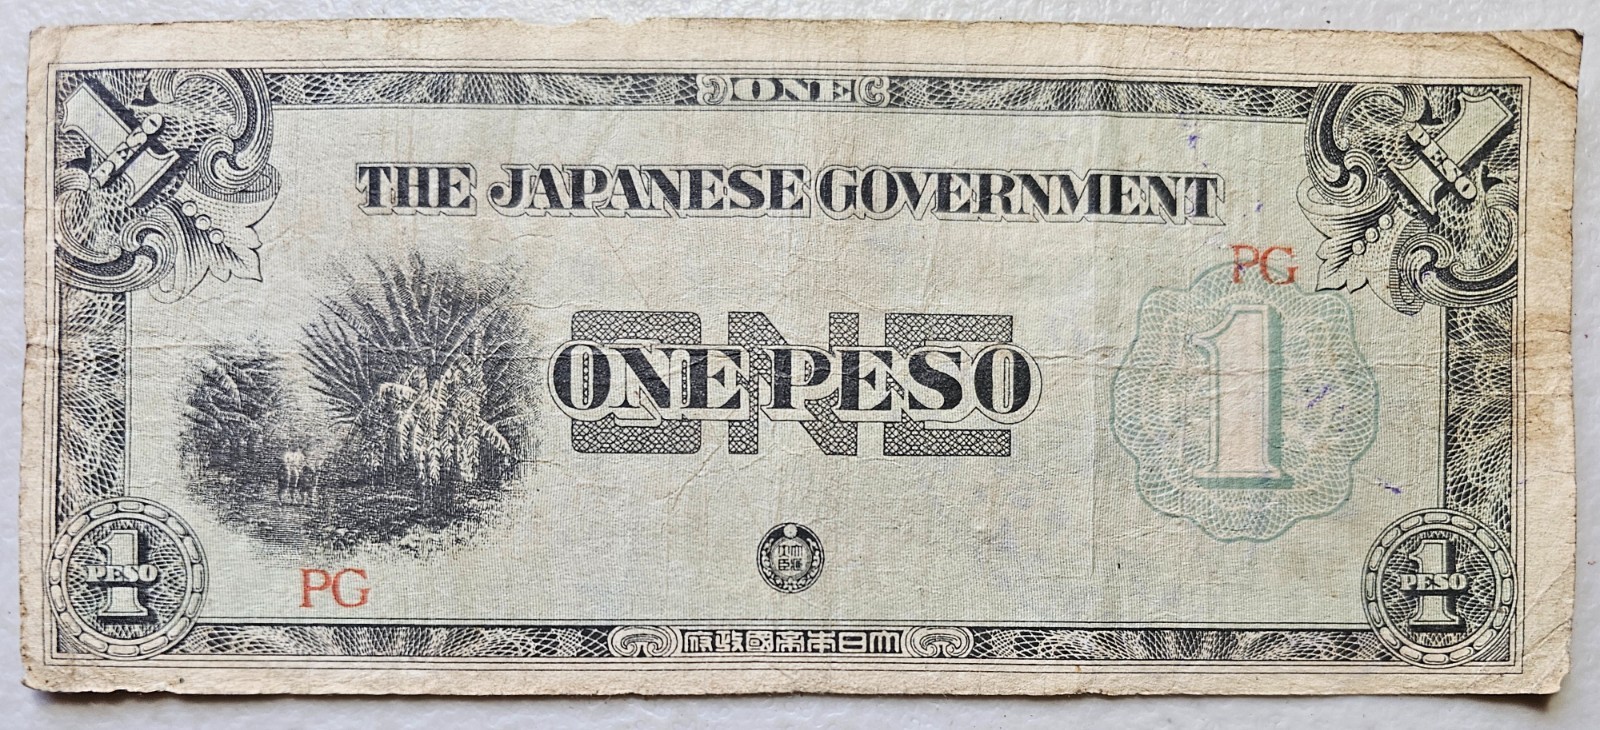 ONE
1 PESO
1 PESO
THE JAPANESE GOVERNMENT
PG
1
ONE
ONE PESO
PG
1 PESO
大日本帝國政府
1 PESO